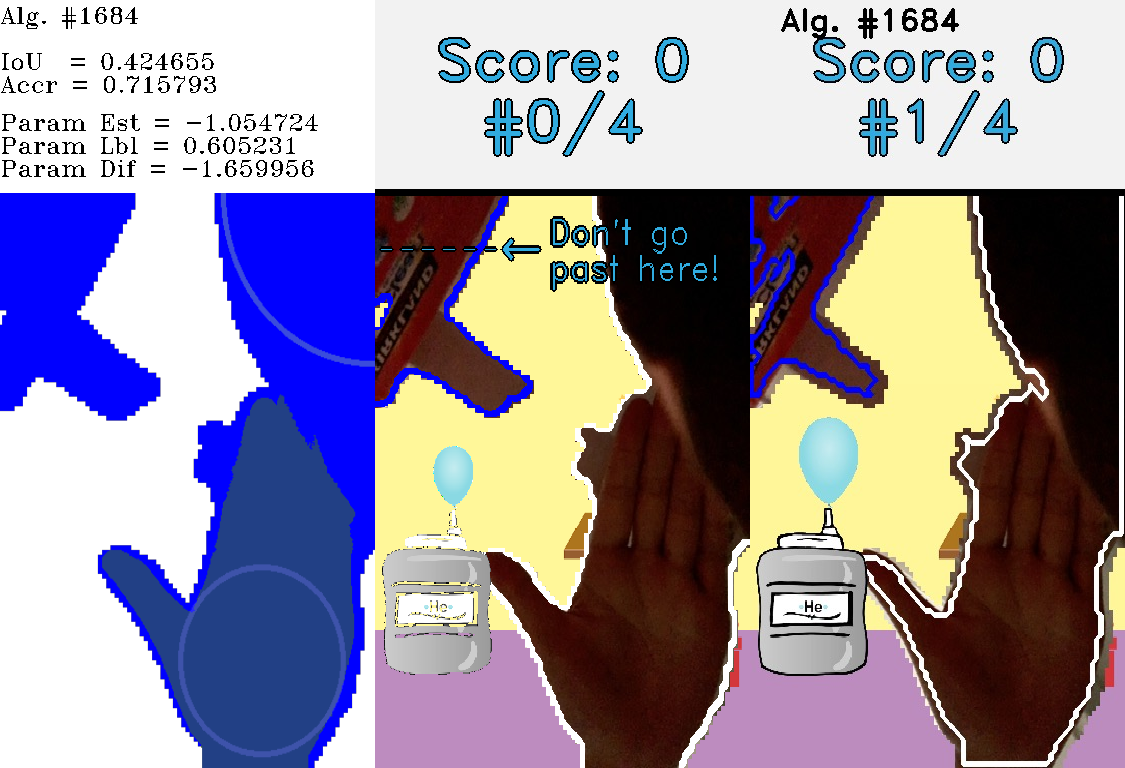 Alg. #1684
IoU = 0.424655
Accr = 0.715793
Param Est = −1.054724
Param Lbl = 0.605231
Param Dif = −1.659956
Score: 0
#0/4
Don't go
past here!
He
Alg. #1684
Score: 0
#1/4
He